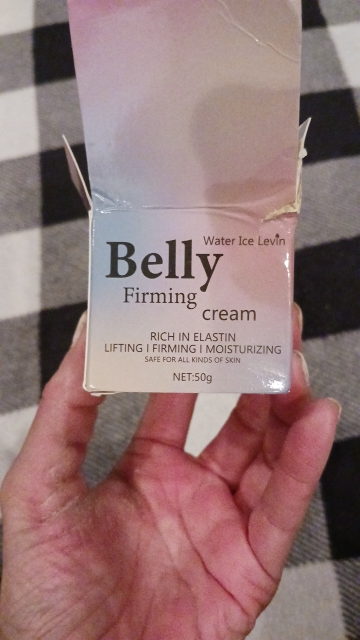 Water Ice Levin
Belly
Firming
cream
RICH IN ELASTIN
LIFTING I FIRMING I MOISTURIZING
SAFE FOR ALL KINDS OF SKIN
NET:50g